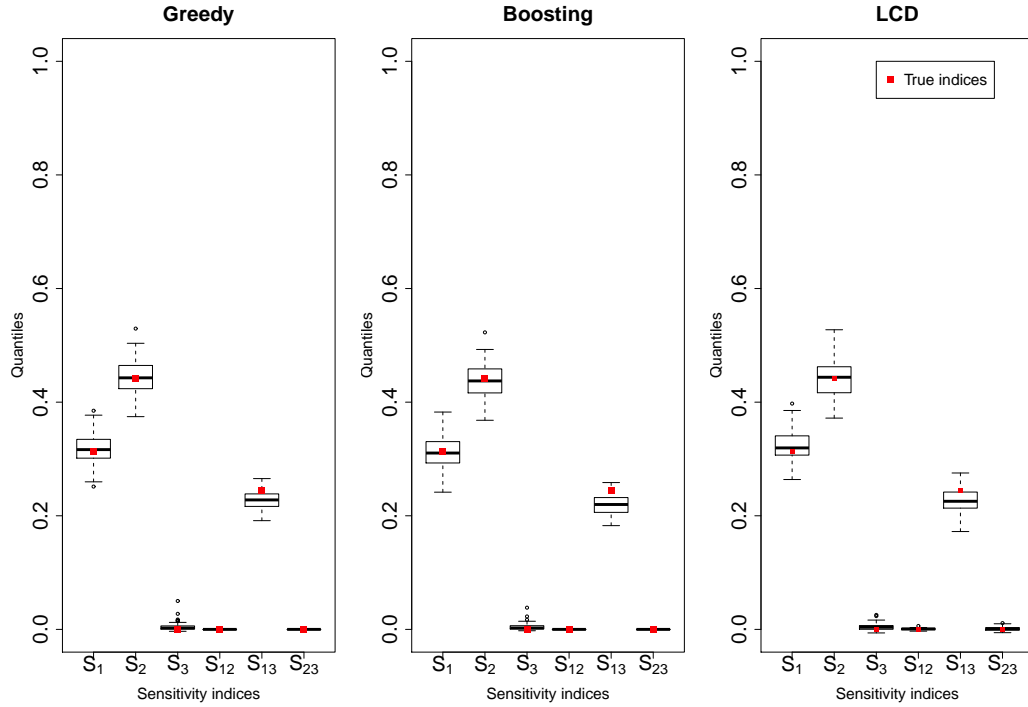 Greedy
Quantiles
0.0
0.2
0.4
0.6
0.8
1.0
S1
S2
S3
S12
S13
S23
Sensitivity indices
Boosting
Quantiles
0.0
0.2
0.4
0.6
0.8
1.0
S1
S2
S3
S12
S13
S23
Sensitivity indices
LCD
True indices
Quantiles
0.0
0.2
0.4
0.6
0.8
1.0
S1
S2
S3
S12
S13
S23
Sensitivity indices